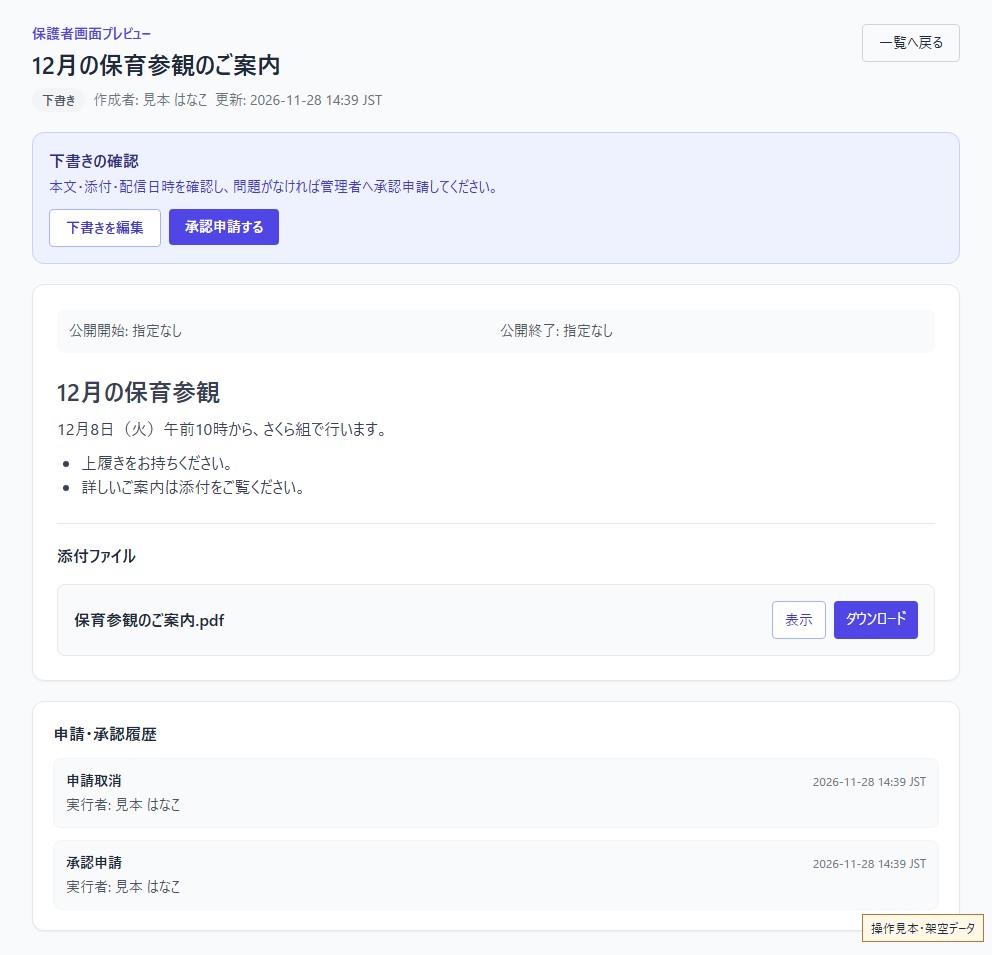 保護者画面プレビュー
12月の保育参観のご案内
一覧へ戻る
下書き 作成者: 見本 はなこ 更新: 2026-11-28 14:39 JST
下書きの確認
本文・添付・配信日時を確認し、問題がなければ管理者へ承認申請してください。
下書きを編集 承認申請する
公開開始: 指定なし 公開終了: 指定なし
12月の保育参観
12月8日（火）午前10時から、さくら組で行います。
上履きをお持ちください。
詳しいご案内は添付をご覧ください。
添付ファイル
保育参観のご案内.pdf 表示 ダウンロード
申請・承認履歴
申請取消 2026-11-28 14:39 JST
実行者: 見本 はなこ
承認申請 2026-11-28 14:39 JST
実行者: 見本 はなこ
操作見本・架空データ